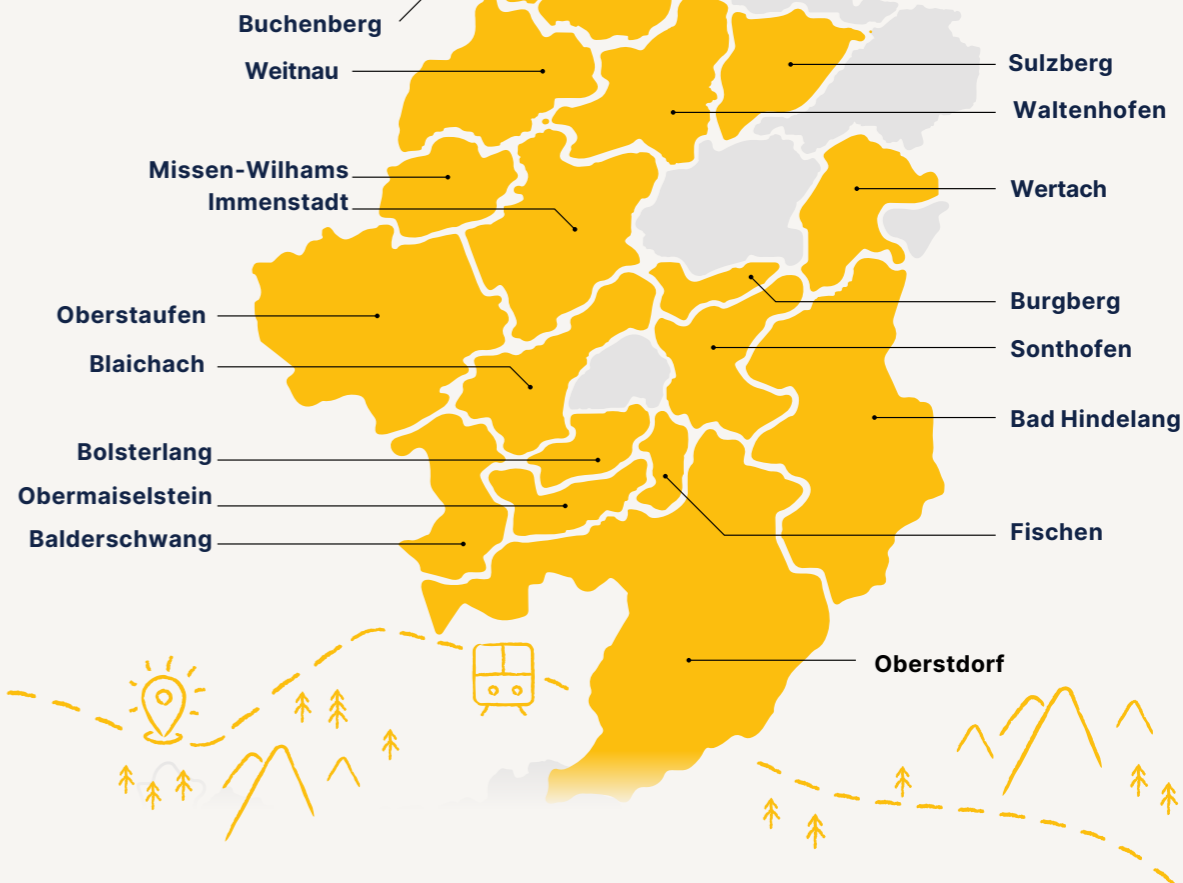 Buchenberg
Weitnau
Sulzberg
Waltenhofen
Missen-Wilhams
Immenstadt
Wertach
Oberstaufen
Burgberg
Blaichach
Sonthofen
Bad Hindelang
Bolsterlang
Obermaiselstein
Balderschwang
Fischen
Oberstdorf